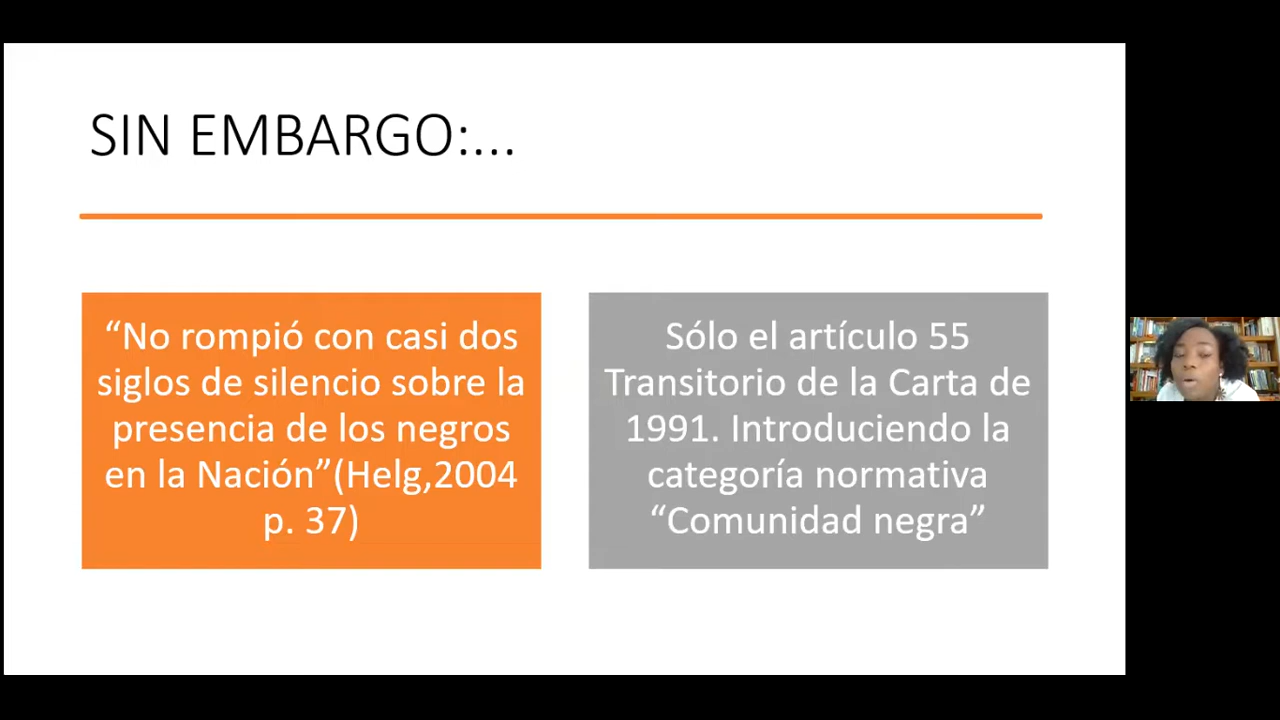 SIN EMBARGO:...
“No rompió con casi dos
siglos de silencio sobre la
presencia de los negros
en la Nación”(Helg,2004
p. 37)
Sólo el artículo 55
Transitorio de la Carta de
1991. Introduciendo la
categoría normativa
“Comunidad negra”